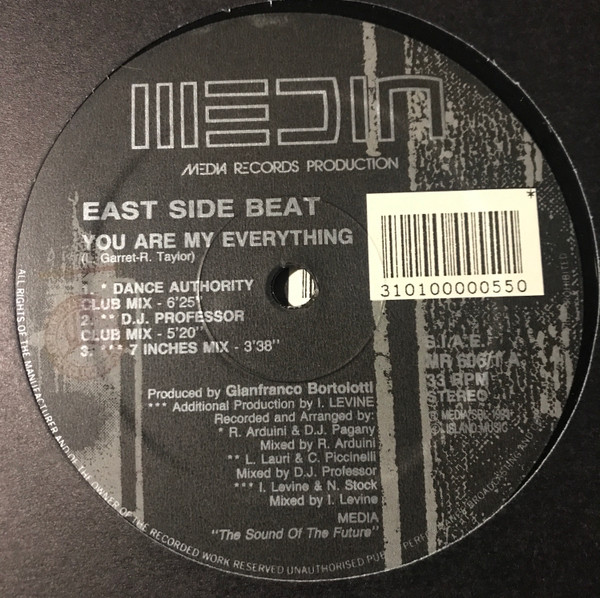 MEDIA
MEDIA RECORDS PRODUCTION
EAST SIDE BEAT
YOU ARE MY EVERYTHING
Garret-R. Taylor)
1. * DANCE AUTHORITY
CLUB MIX - 6'25"
2. ** D.J. PROFESSOR
CLUB MIX - 5'20'
3. *** 7 INCHES MIX - 3'38"
*
310100000550
S.I.A.E.
33 RPM
STEREO
ISLAND MUSIC
Produced by Gianfranco Bortolotti
*** Additional Production by I. LEVINE
Recorded and Arranged by:
* R. Arduini & D.J. Pagany
Mixed by R. Arduini
** L. Lauri & C. Piccinelli
Mixed by D.J. Professor
*** I. Levine & N. Stock
Mixed by I. Levine
MEDIA
"The Sound Of The Future"
ALL RIGHTS OF THE MANUFACTURER AND OF THE OWNER OF THE RECORDED WORK RESERVED UNAUTHORISED